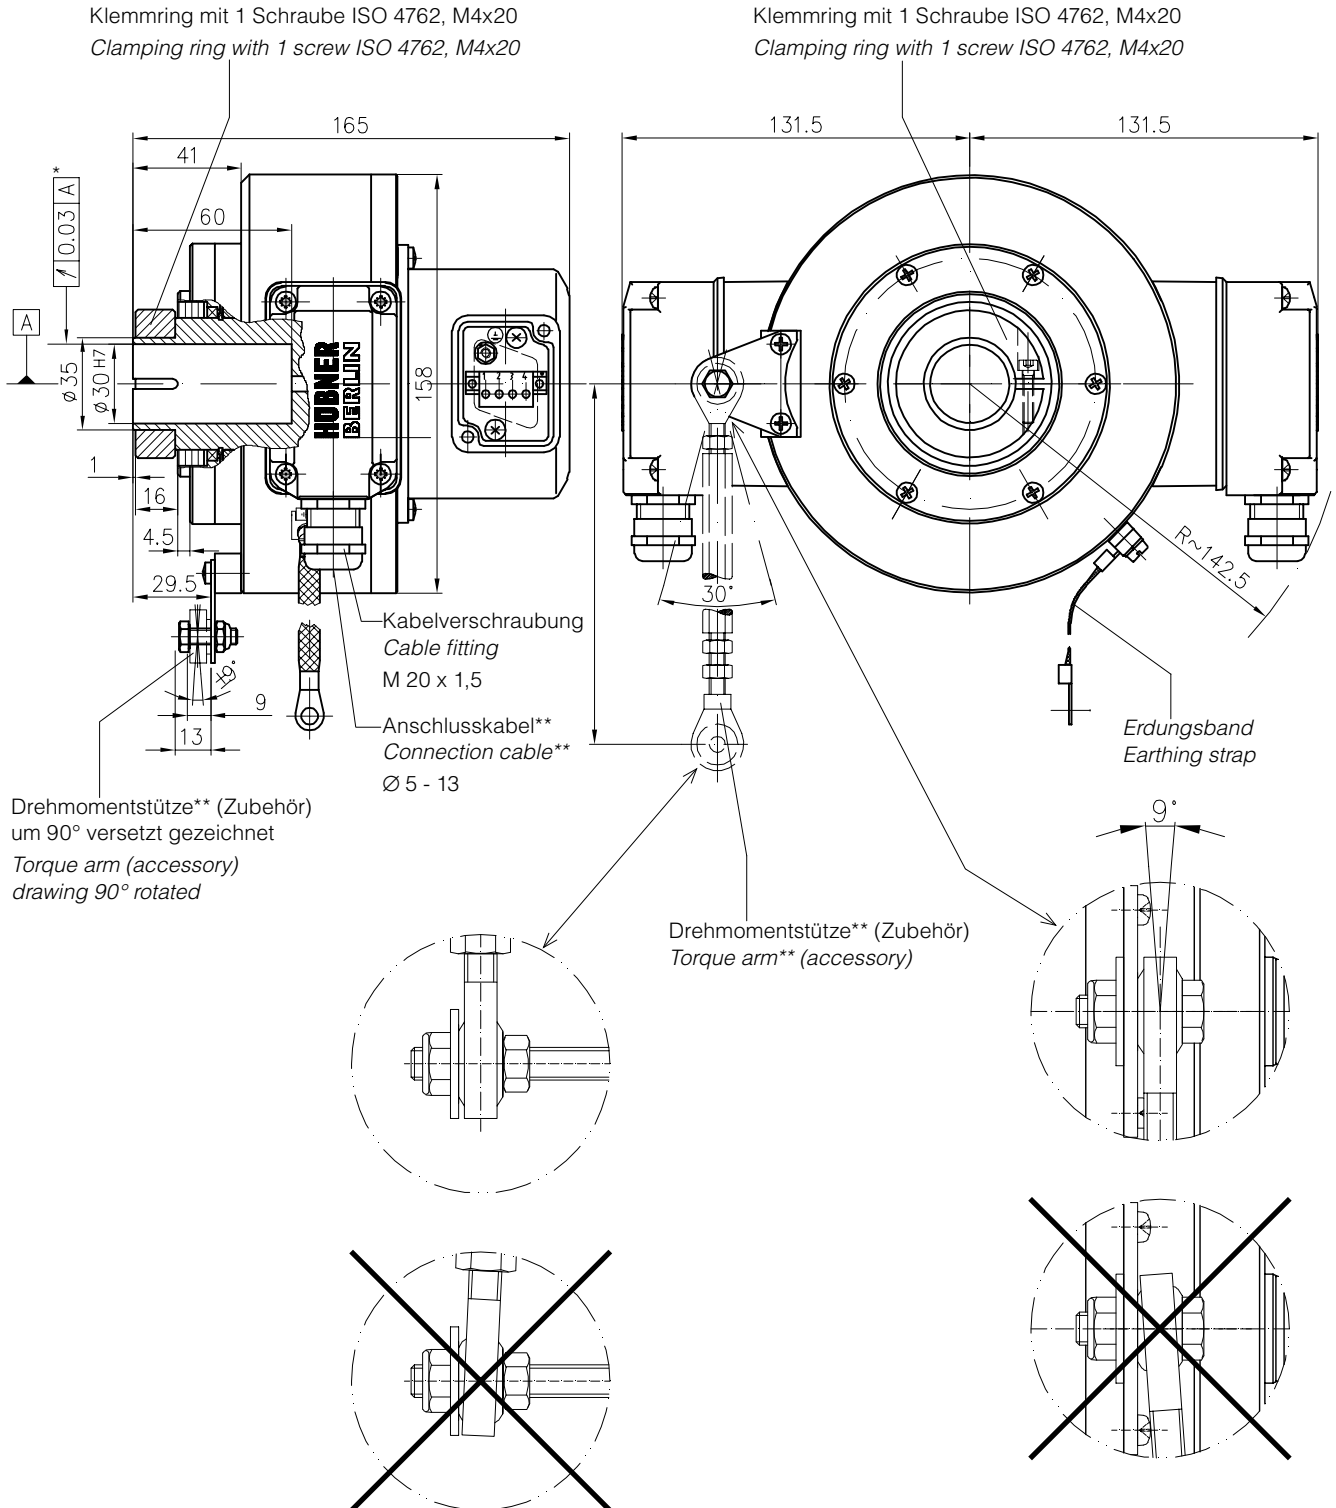 Klemmring mit 1 Schraube ISO 4762, M4x20
Clamping ring with 1 screw ISO 4762, M4x20
Klemmring mit 1 Schraube ISO 4762, M4x20
Clamping ring with 1 screw ISO 4762, M4x20
165
41
60
0.03 A *
A
ø 35
ø 30 H7
1
16
4.5
29.5
158
HÜBNER
BERLIN
1 2 3 4
±9°
9
13
131.5
131.5
30°
R~142.5
Kabelverschraubung
Cable fitting
M 20 x 1,5
Anschlusskabel**
Connection cable**
Ø 5 - 13
Erdungsband
Earthing strap
Drehmomentstütze** (Zubehör)
um 90° versetzt gezeichnet
Torque arm (accessory)
drawing 90° rotated
9°
Drehmomentstütze** (Zubehör)
Torque arm** (accessory)